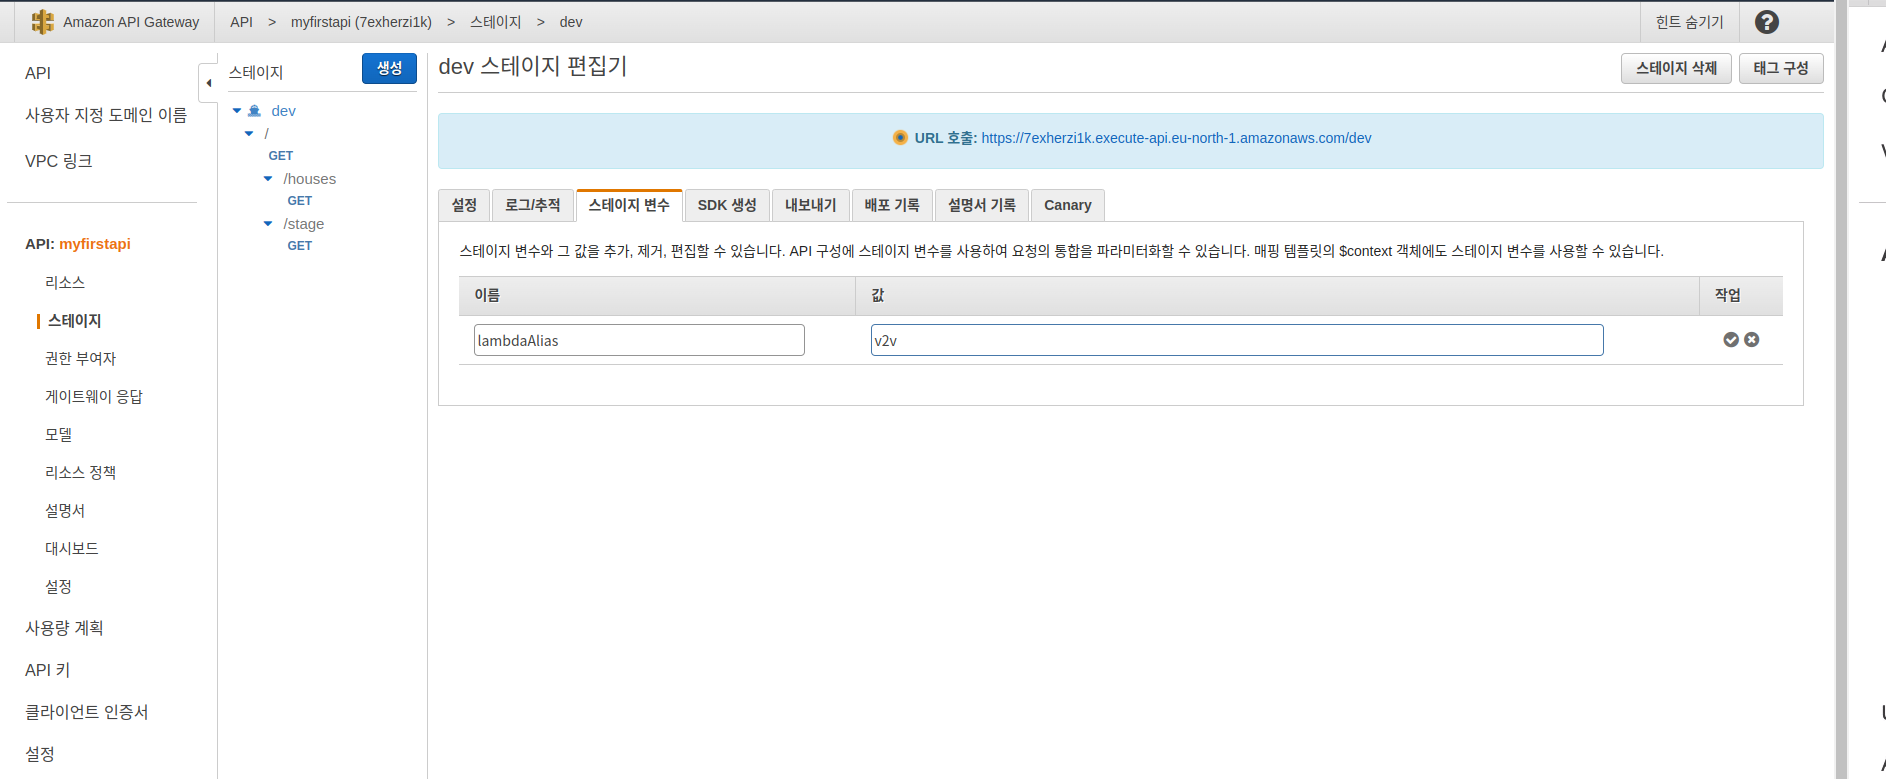 Amazon API Gateway
API > myfirstapi (7exherzi1k) > 스테이지 > dev
힌트 숨기기
?
API
사용자 지정 도메인 이름
VPC 링크
API: myfirstapi
리소스
스테이지
권한 부여자
게이트웨이 응답
모델
리소스 정책
설명서
대시보드
설정
사용량 계획
API 키
클라이언트 인증서
설정
스테이지
생성
dev
/
GET
/houses
GET
/stage
GET
dev 스테이지 편집기
스테이지 삭제
태그 구성
URL 호출: https://7exherzi1k.execute-api.eu-north-1.amazonaws.com/dev
설정 로그/추적 스테이지 변수 SDK 생성 내보내기 배포 기록 설명서 기록 Canary
스테이지 변수와 그 값을 추가, 제거, 편집할 수 있습니다. API 구성에 스테이지 변수를 사용하여 요청의 통합을 파라미터화할 수 있습니다. 매핑 템플릿의 $context 객체에도 스테이지 변수를 사용할 수 있습니다.
이름 값 작업
lambdaAlias v2v